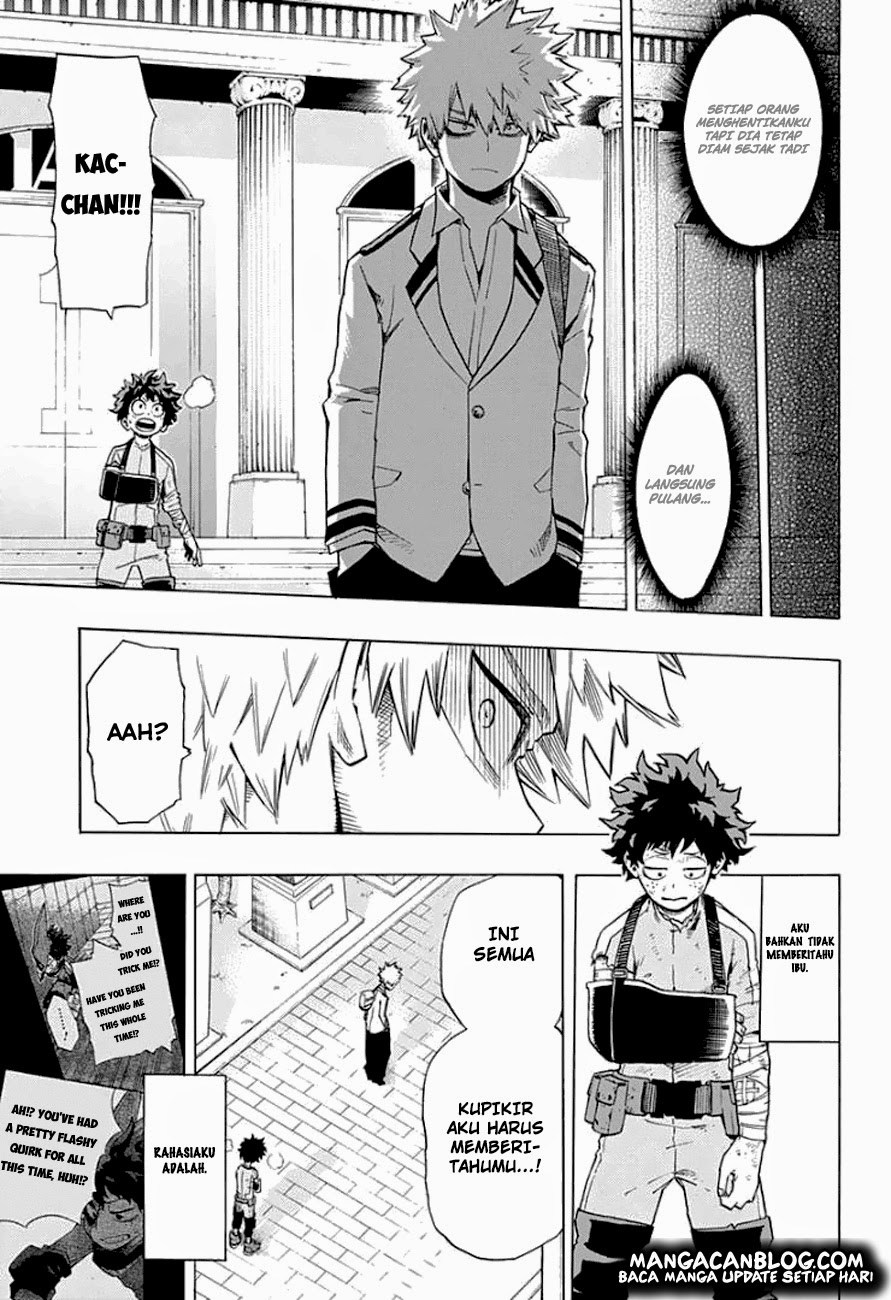 SETIAP ORANG
MENGHENTIKANKU
TAPI DIA TETAP
DIAM SEJAK TADI
DAN
LANGSUNG
PULANG...
KAC-
CHAN!!!
AAH?
AKU
BAHKAN TIDAK
MEMBERITAHU
IBU.
INI
SEMUA
KUPIKIR
AKU HARUS
MEMBERI-
TAHUMU...!
RAHASIAKU
ADALAH.
WHERE
ARE YOU
...!!
DID YOU
TRICK ME!?
HAVE YOU BEEN
TRICKING ME
THIS WHOLE
TIME!?
AH!? YOU'VE HAD
A PRETTY FLASHY
QUIRK FOR ALL
THIS TIME, HUH!?
MANGACANBLOG.COM
BACA MANGA UPDATE SETIAP HARI